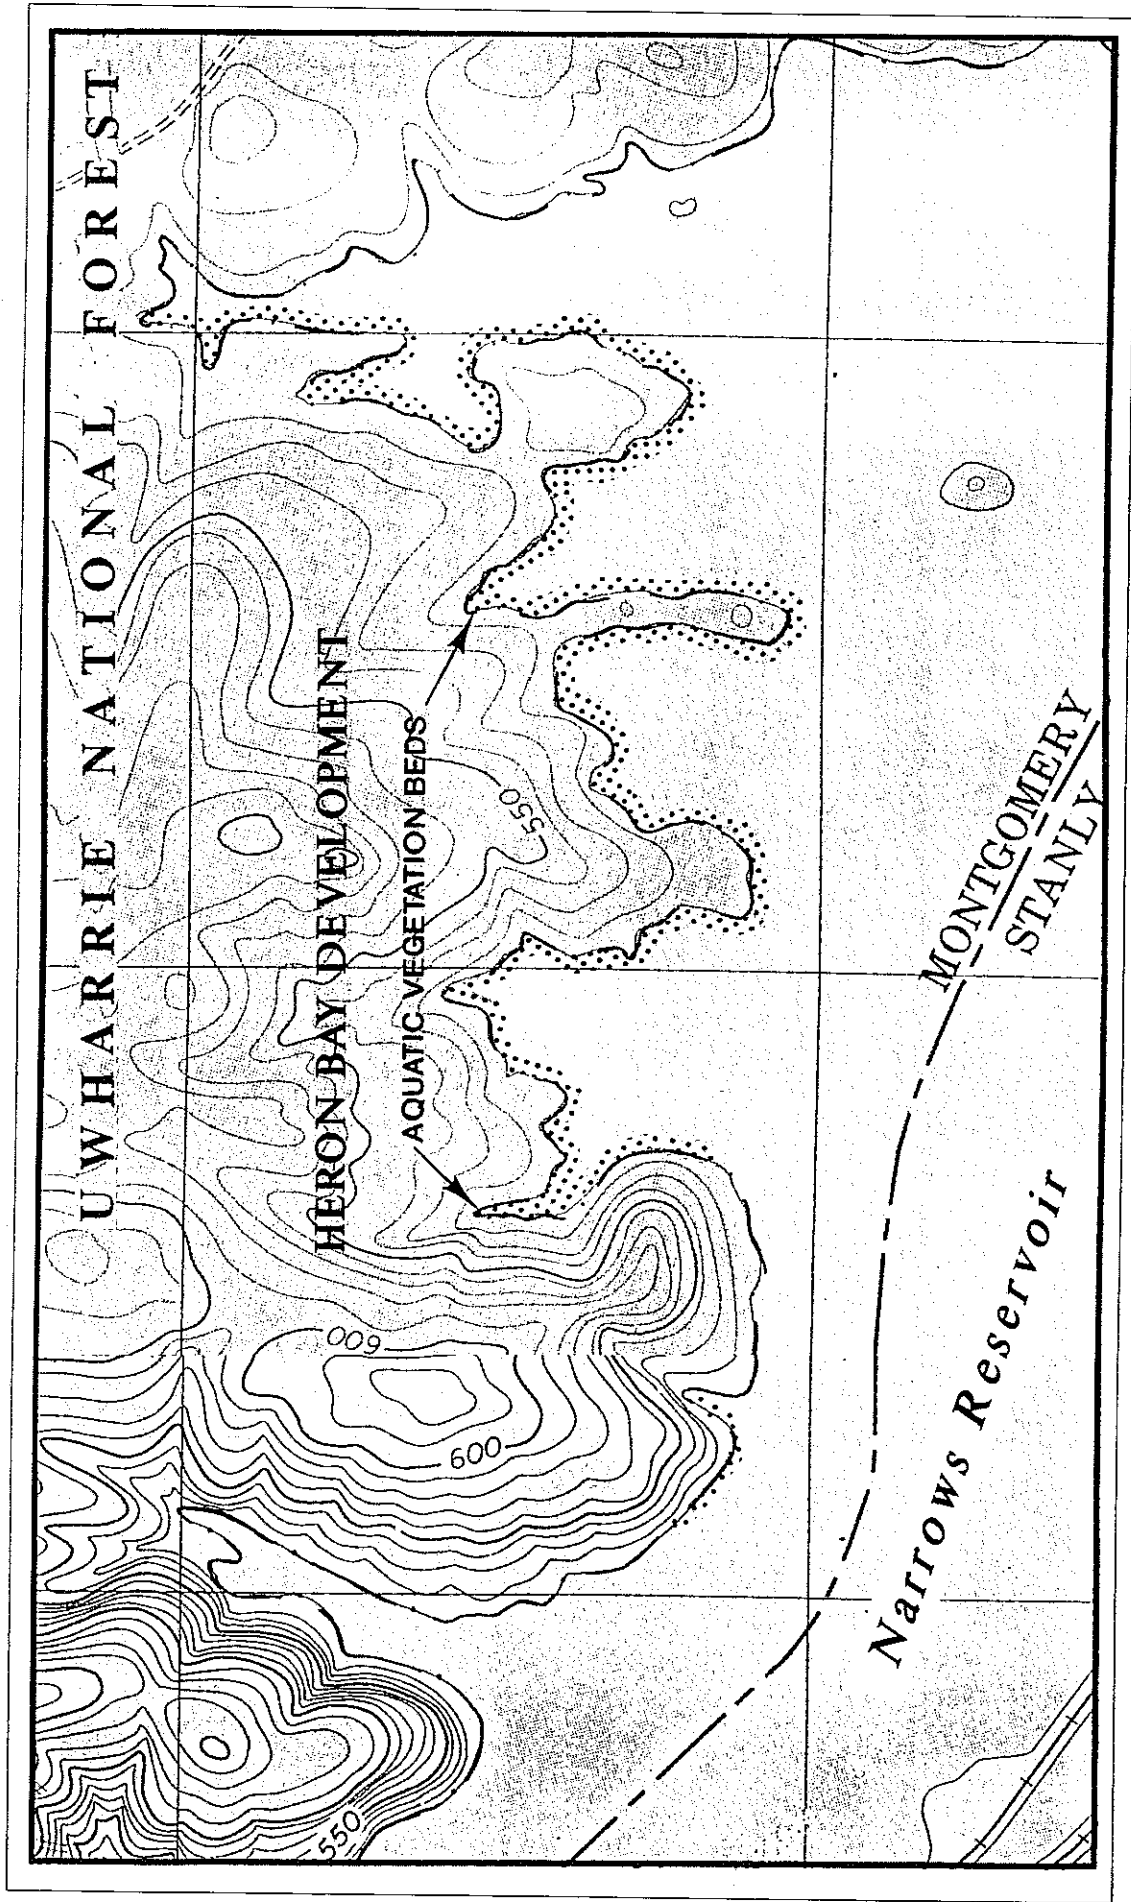 UWHARRIE NATIONAL FOREST
HERON BAY DEVELOPMENT
AQUATIC VEGETATION BEDS
550
600
600
550
MONTGOMERY
STANLY
Narrows Reservoir